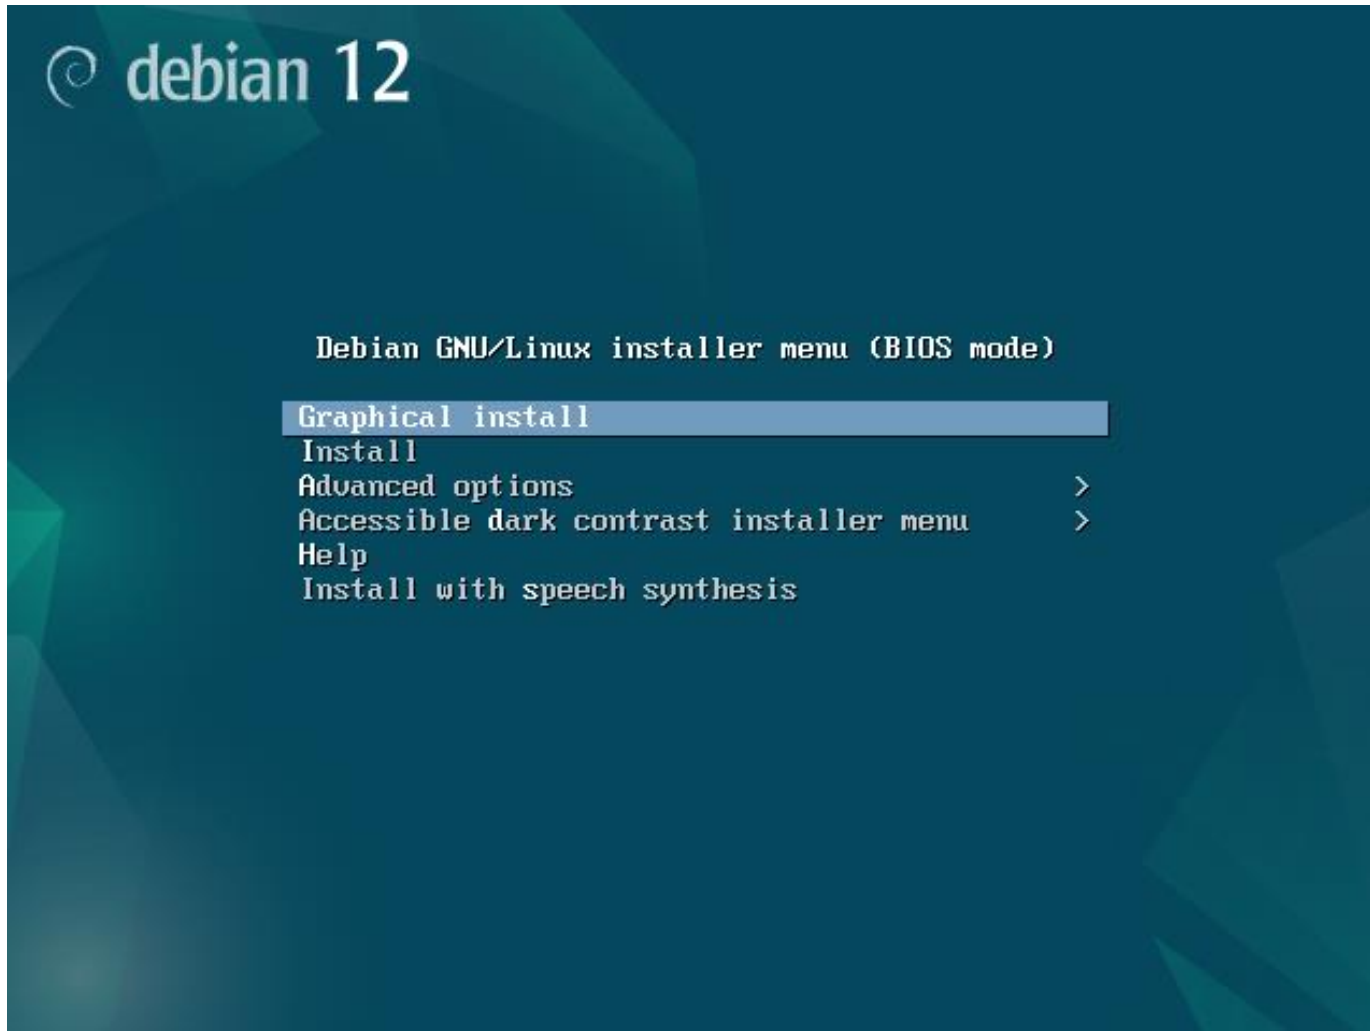 debian 12
Debian GNU/Linux installer menu (BIOS mode)
Graphical install
Install
Advanced options >
Accessible dark contrast installer menu >
Help
Install with speech synthesis